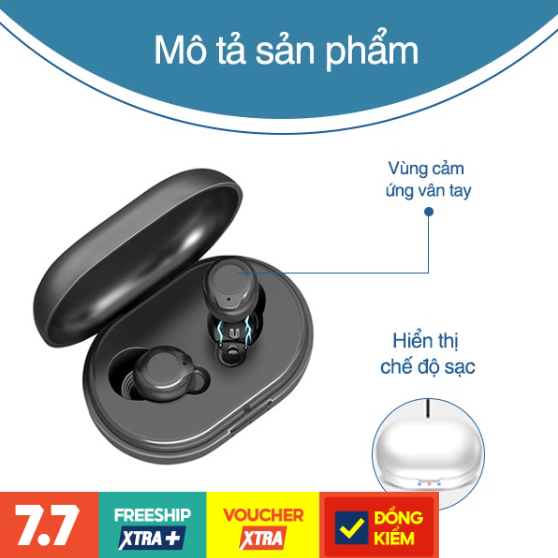 Mô tả sản phẩm
Vùng cảm
ứng vân tay
Hiển thị
chế độ sạc
7.7
FREESHIP
XTRA+
VOUCHER
XTRA
ĐỒNG
KIỂM